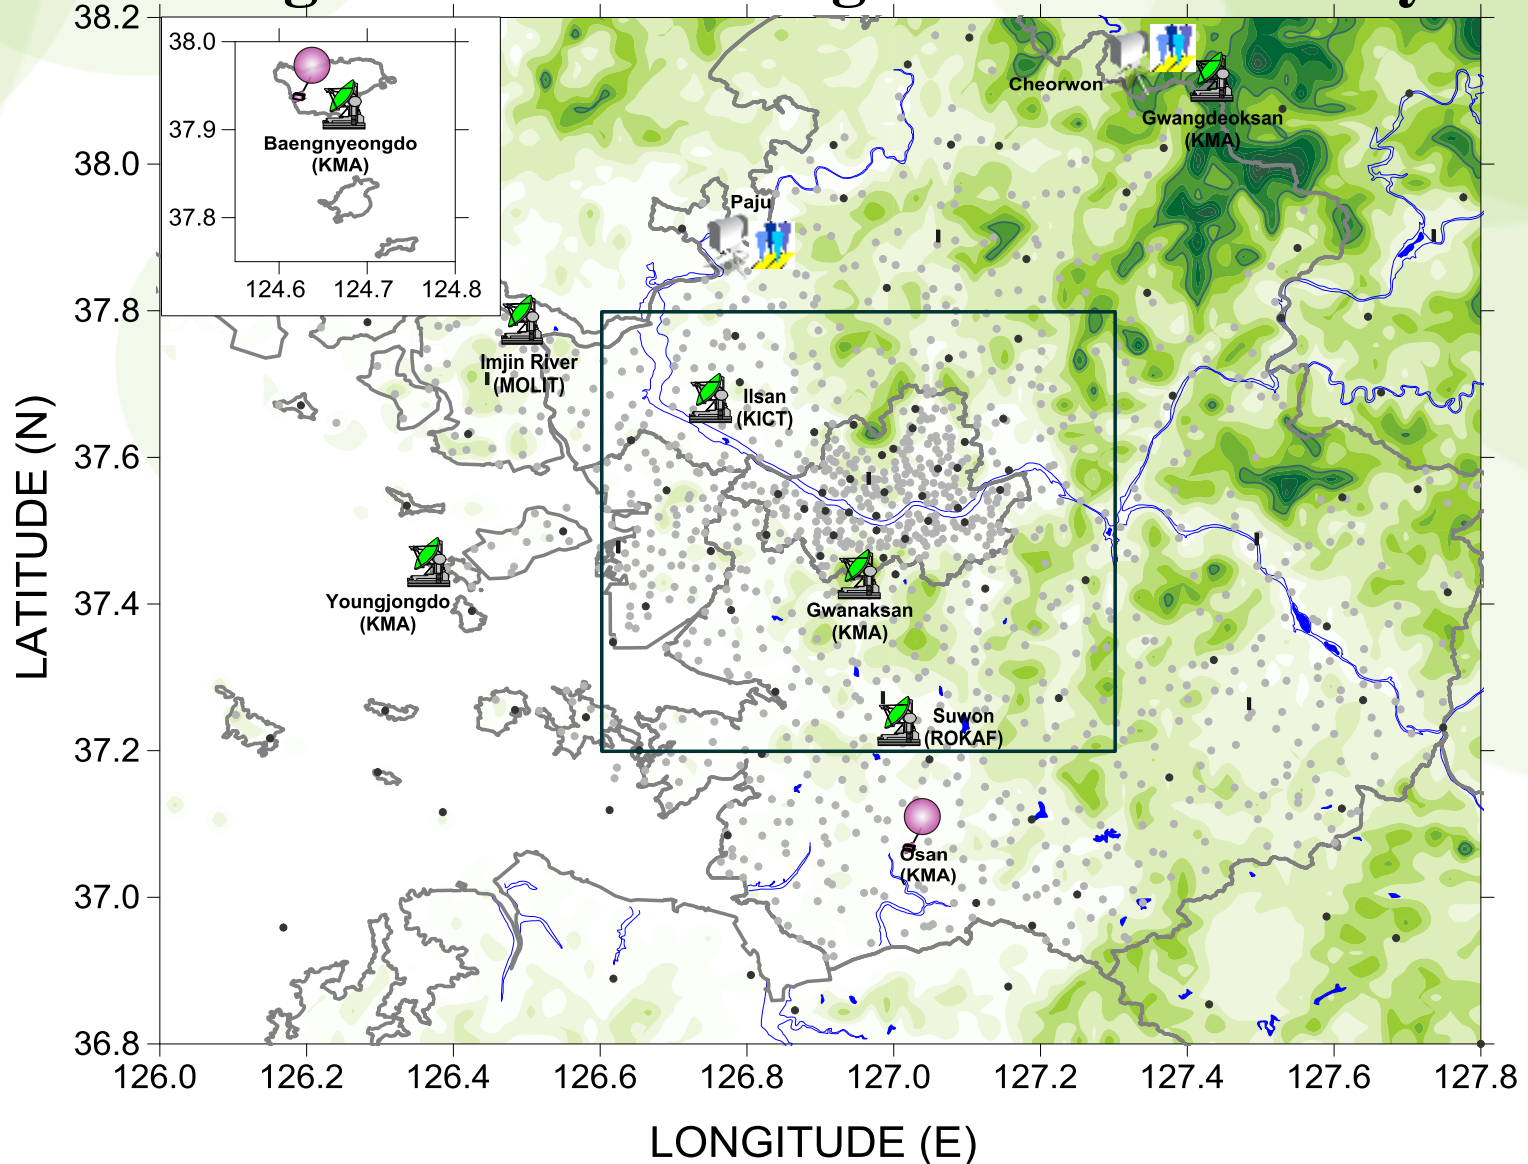 38.2
38.0
37.8
37.6
37.4
37.2
37.0
36.8
126.0
126.2
126.4
126.6
126.8
127.0
127.2
127.4
127.6
127.8
LATITUDE (N)
LONGITUDE (E)
38.0
37.9
37.8
124.6
124.7
124.8
Baengnyeongdo
(KMA)
Cheorwon
Gwangdeoksan
(KMA)
Paju
Imjin River
(MOLIT)
Ilsan
(KICT)
Youngjongdo
(KMA)
Gwanaksan
(KMA)
Suwon
(ROKAF)
Osan
(KMA)